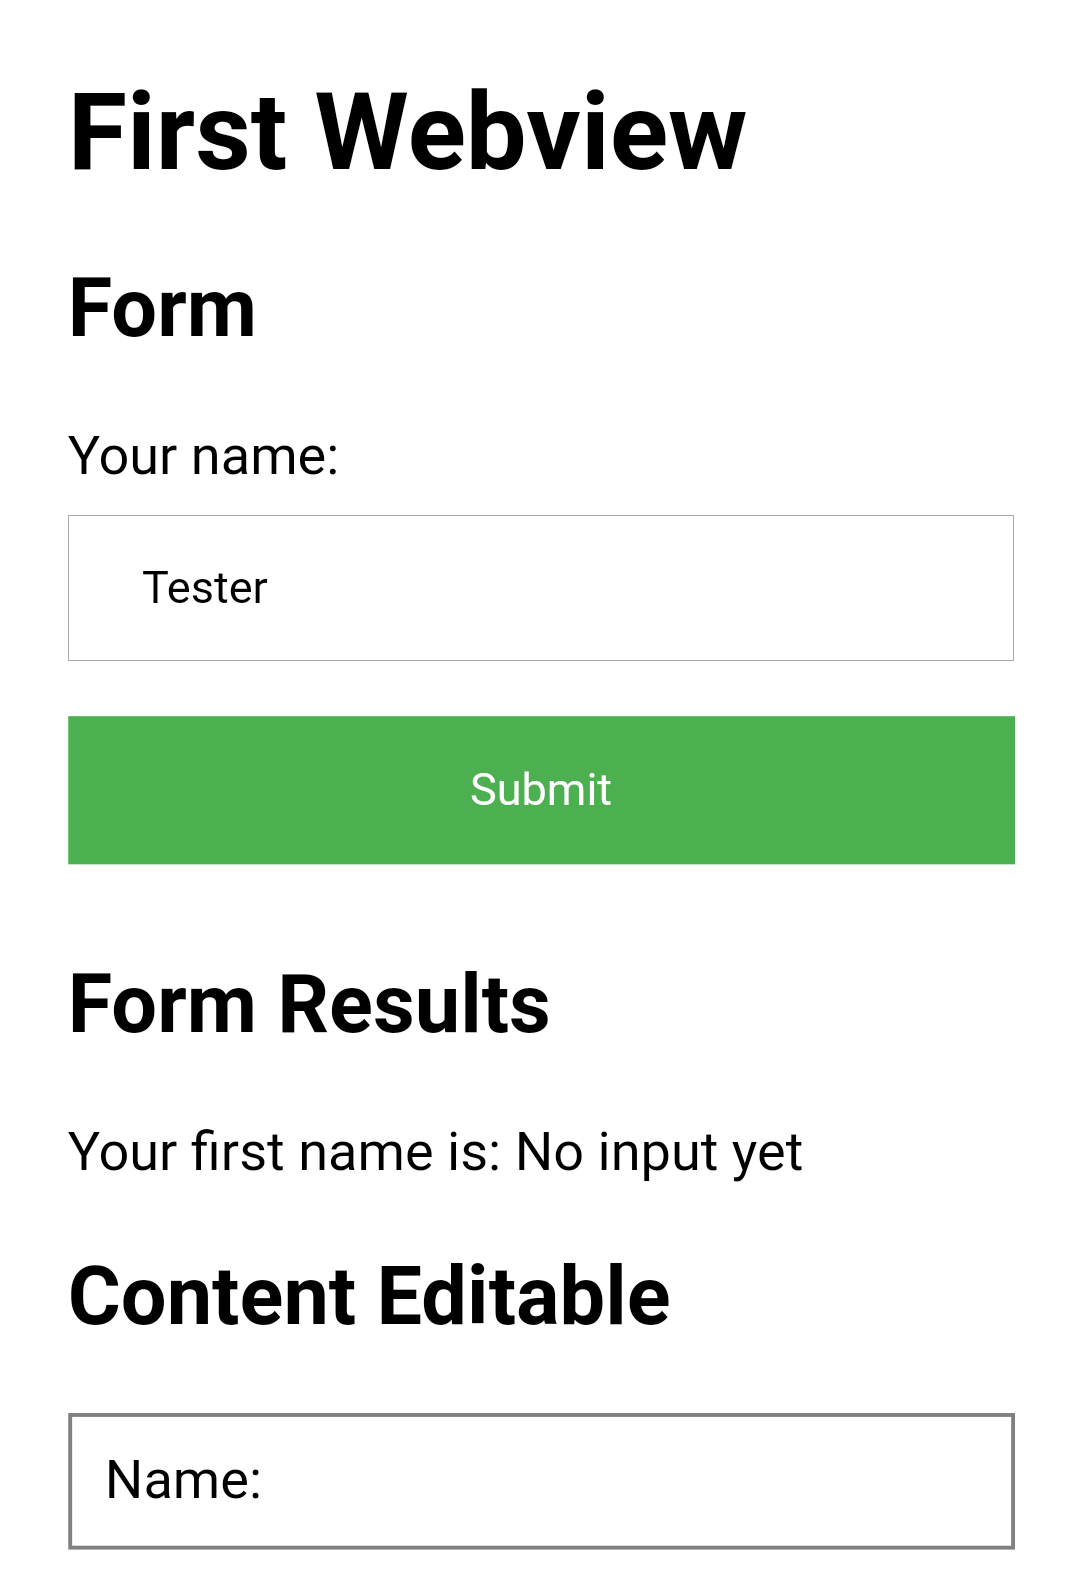 First Webview
Form
Your name:
Tester
Submit
Form Results
Your first name is: No input yet
Content Editable
Name: